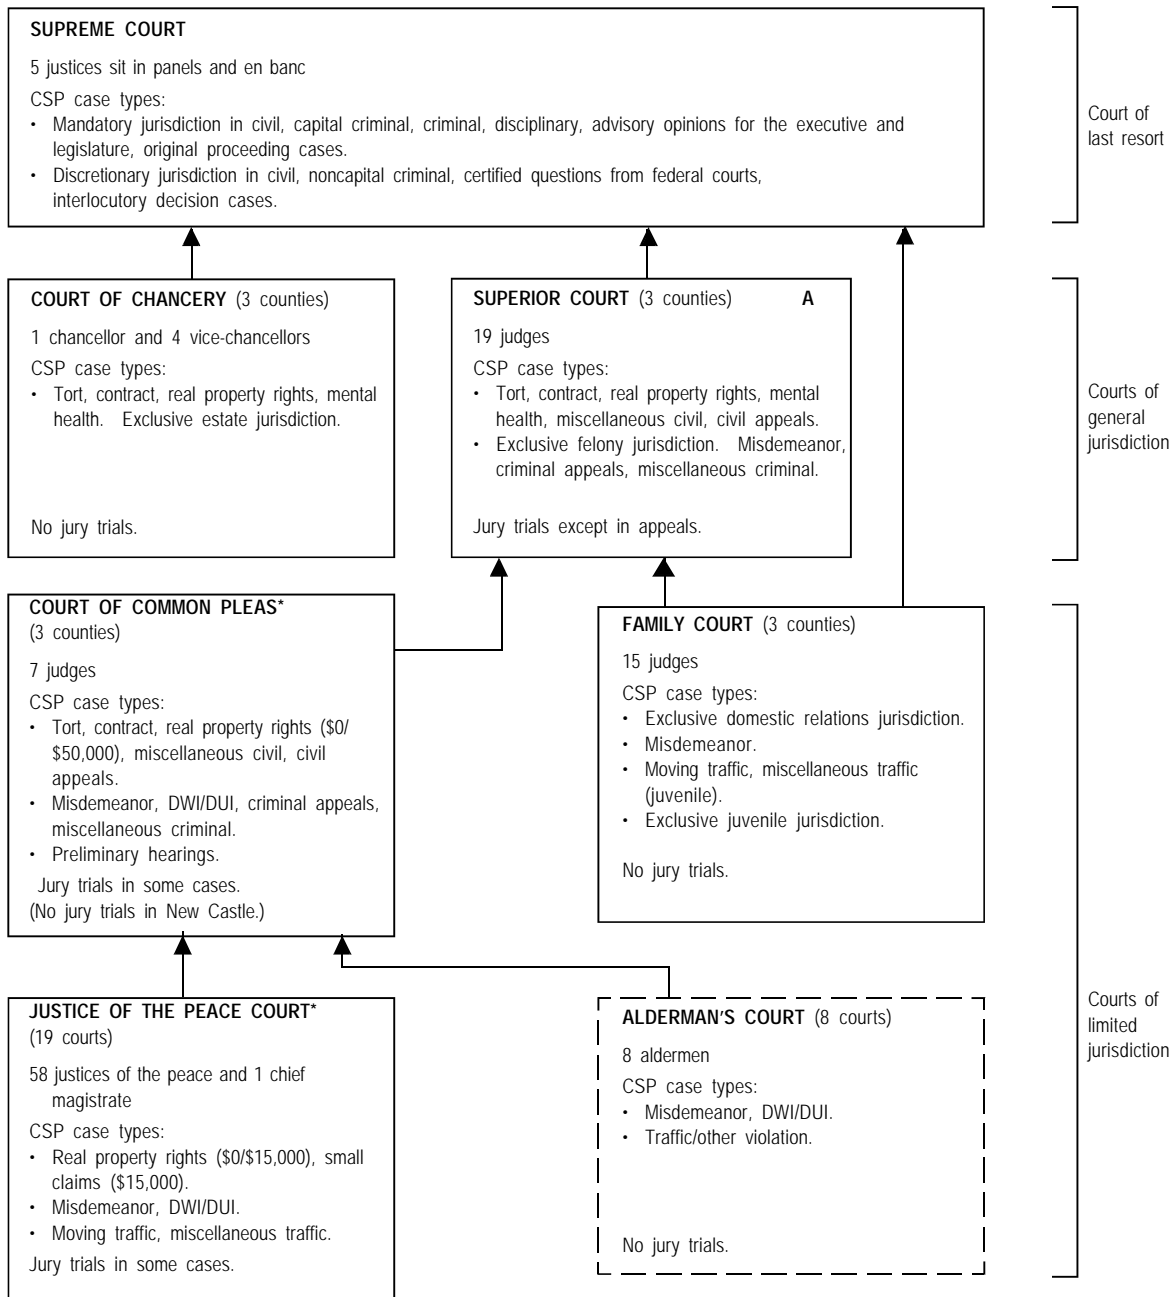 SUPREME COURT
5 justices sit in panels and en banc
CSP case types:
• Mandatory jurisdiction in civil, capital criminal, criminal, disciplinary, advisory opinions for the executive and
legislature, original proceeding cases.
• Discretionary jurisdiction in civil, noncapital criminal, certified questions from federal courts,
interlocutory decision cases.
Court of
last resort
COURT OF CHANCERY (3 counties)
1 chancellor and 4 vice-chancellors
CSP case types:
• Tort, contract, real property rights, mental
health. Exclusive estate jurisdiction.
No jury trials.
SUPERIOR COURT (3 counties) A
19 judges
CSP case types:
• Tort, contract, real property rights, mental
health, miscellaneous civil, civil appeals.
• Exclusive felony jurisdiction. Misdemeanor,
criminal appeals, miscellaneous criminal.
Jury trials except in appeals.
Courts of
general
jurisdiction
COURT OF COMMON PLEAS*
(3 counties)
7 judges
CSP case types:
• Tort, contract, real property rights ($0/
$50,000), miscellaneous civil, civil
appeals.
• Misdemeanor, DWI/DUI, criminal appeals,
miscellaneous criminal.
• Preliminary hearings.
Jury trials in some cases.
(No jury trials in New Castle.)
FAMILY COURT (3 counties)
15 judges
CSP case types:
• Exclusive domestic relations jurisdiction.
• Misdemeanor.
• Moving traffic, miscellaneous traffic
(juvenile).
• Exclusive juvenile jurisdiction.
No jury trials.
JUSTICE OF THE PEACE COURT*
(19 courts)
58 justices of the peace and 1 chief
magistrate
CSP case types:
• Real property rights ($0/$15,000), small
claims ($15,000).
• Misdemeanor, DWI/DUI.
• Moving traffic, miscellaneous traffic.
Jury trials in some cases.
ALDERMAN'S COURT (8 courts)
8 aldermen
CSP case types:
• Misdemeanor, DWI/DUI.
• Traffic/other violation.
No jury trials.
Courts of
limited
jurisdiction